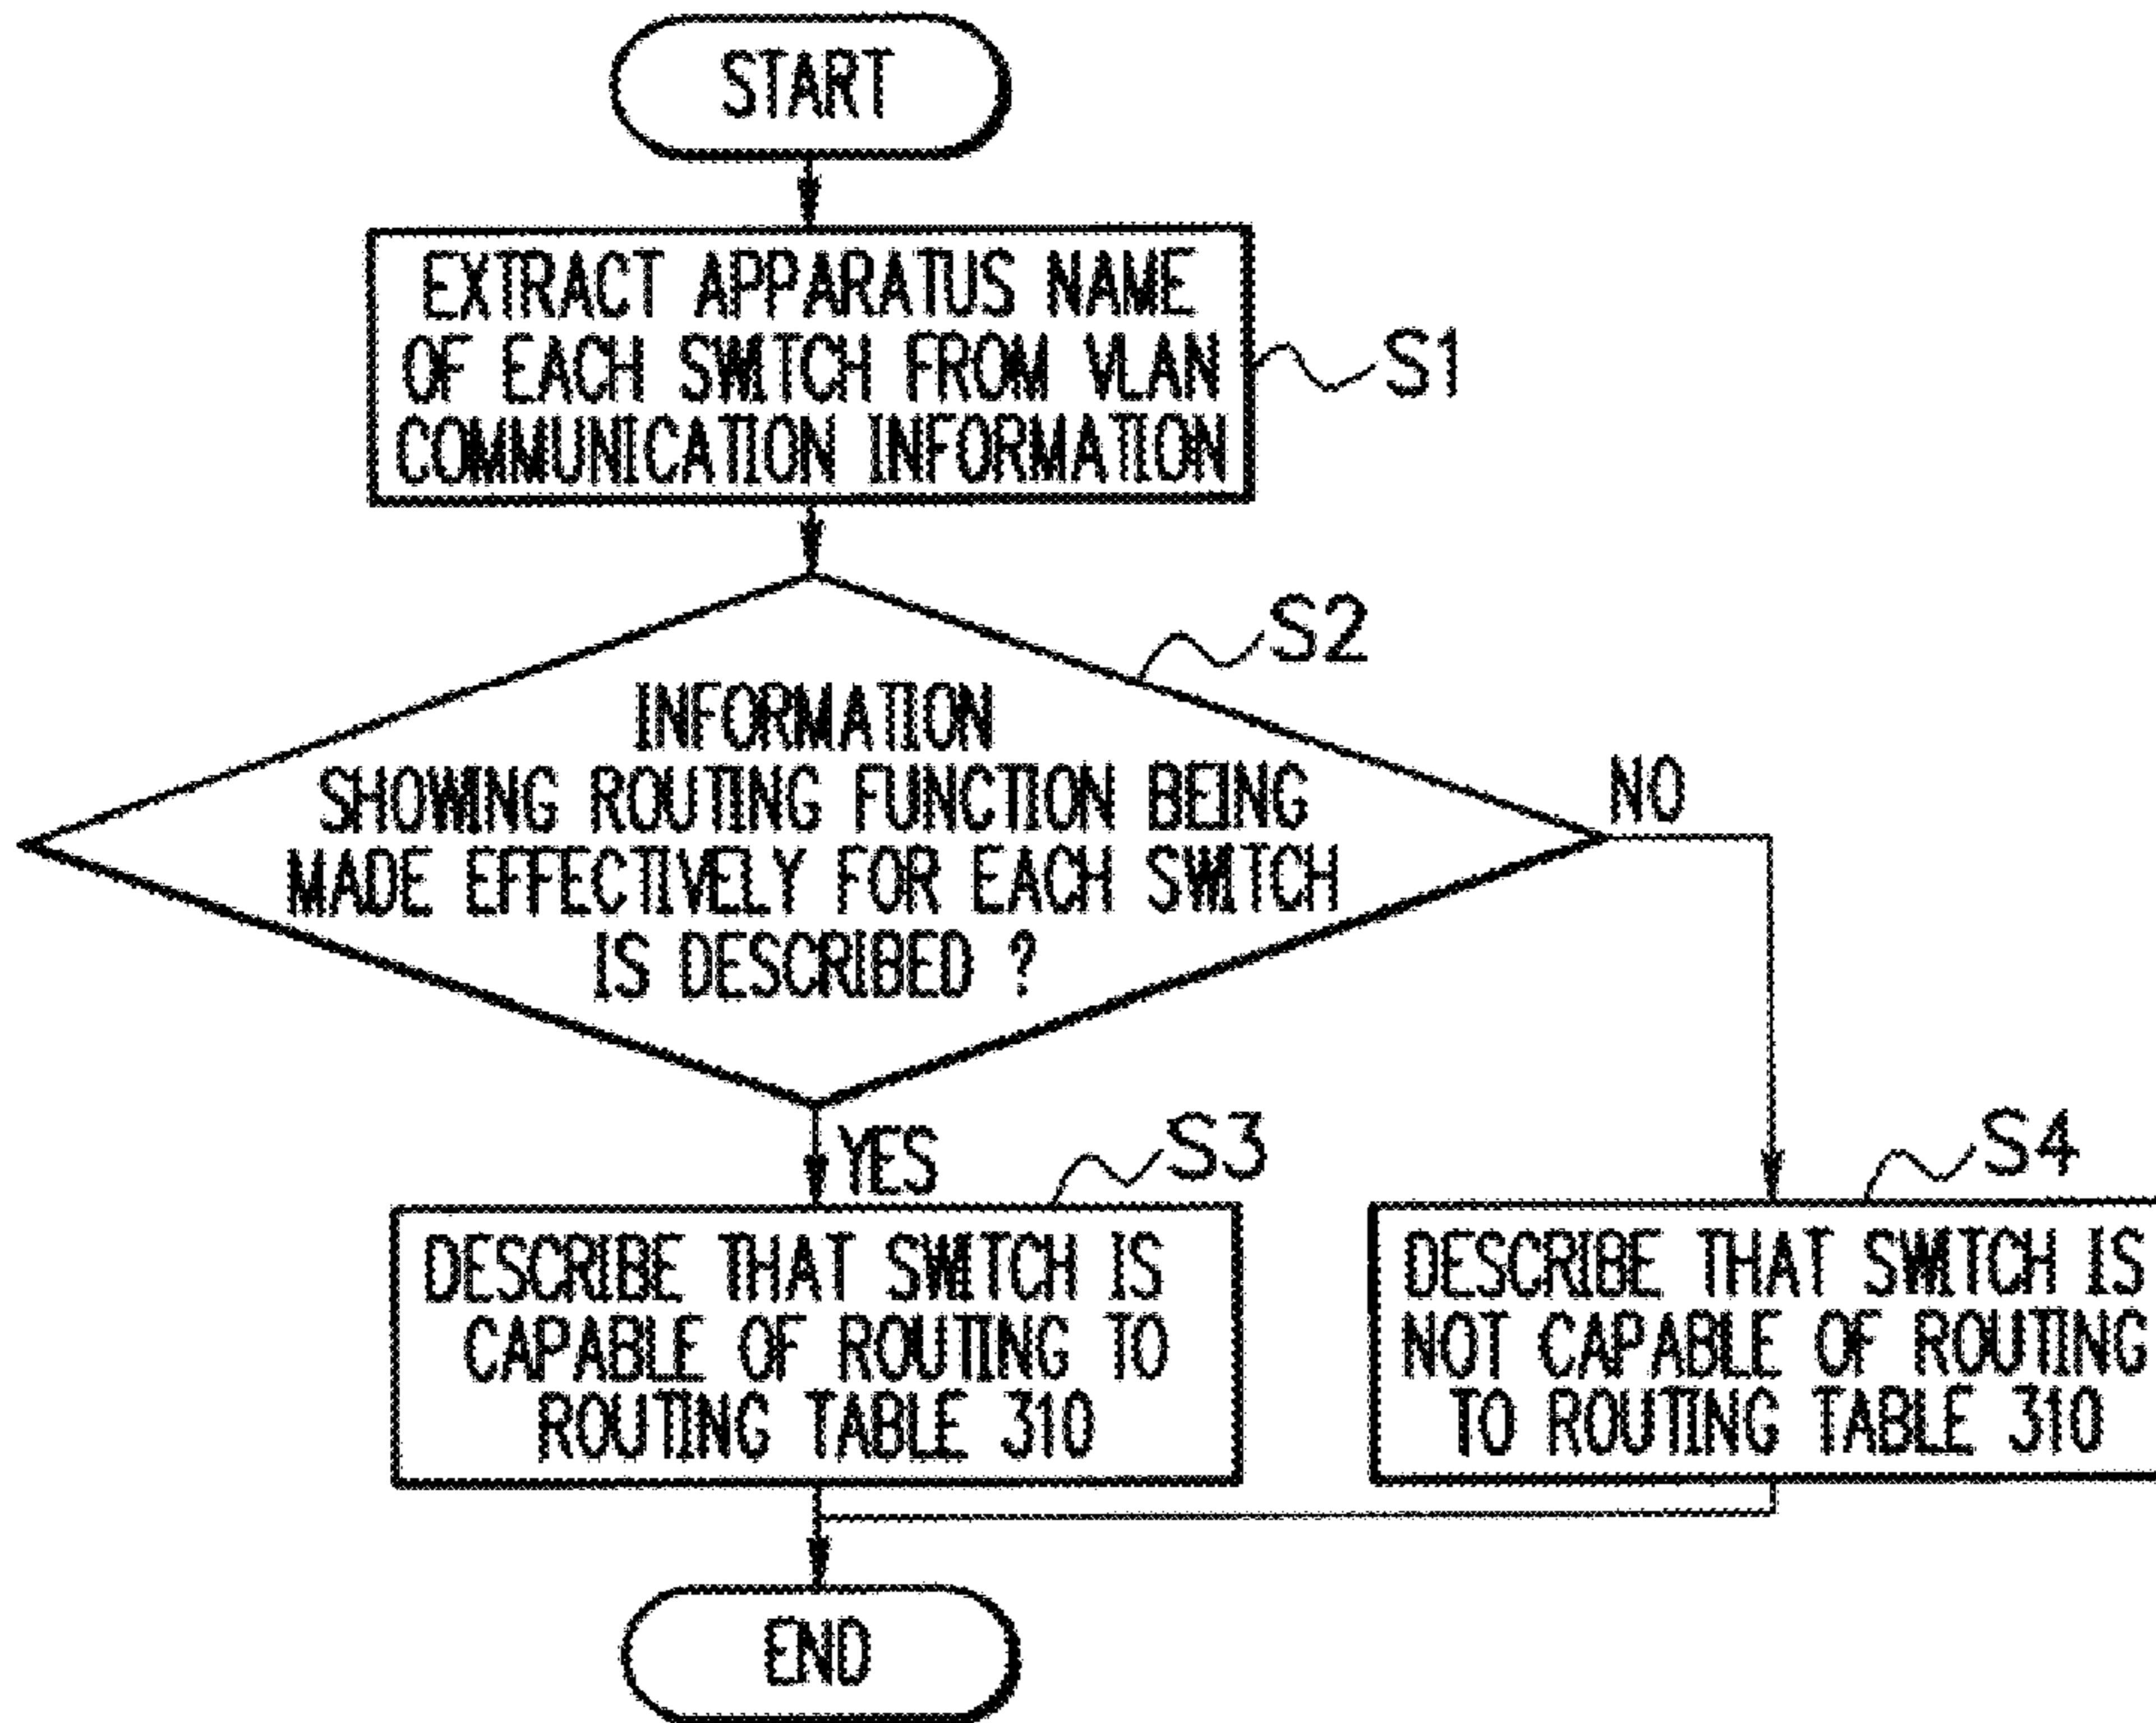 START
EXTRACT APPARATUS NAME
OF EACH SWITCH FROM VLAN
COMMUNICATION INFORMATION
S1
S2
INFORMATION
SHOWING ROUTING FUNCTION BEING
MADE EFFECTIVELY FOR EACH SWITCH
IS DESCRIBED ?
NO
YES
S3
DESCRIBE THAT SWITCH IS
CAPABLE OF ROUTING TO
ROUTING TABLE 310
S4
DESCRIBE THAT SWITCH IS
NOT CAPABLE OF ROUTING
TO ROUTING TABLE 310
END